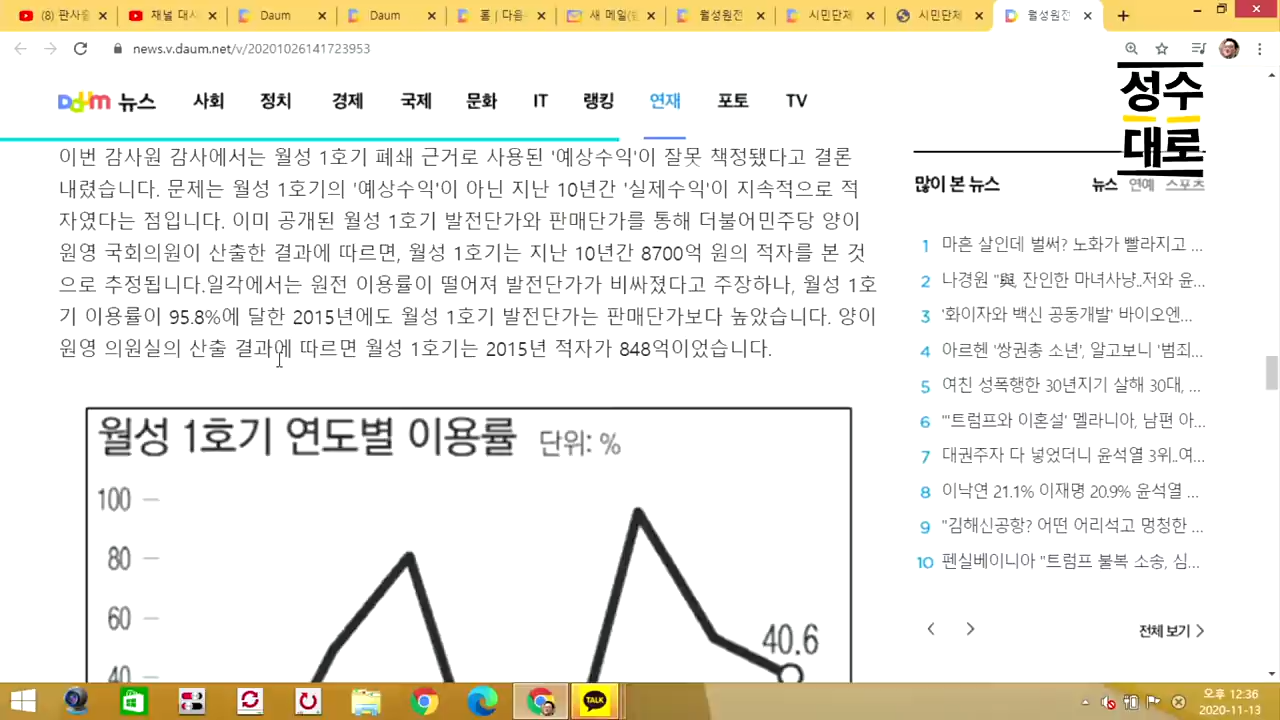 (8) 판사를
채널 대시
Daum
Daum
홈 | 다음
새 메일(
월성원전
시민단체
시민단체
월성원전
news.v.daum.net/v/20201026141723953
성수
대로
Daum 뉴스 사회 정치 경제 국제 문화 IT 랭킹 연재 포토 TV
이번 감사원 감사에서는 월성 1호기 폐쇄 근거로 사용된 '예상수익'이 잘못 책정됐다고 결론
내렸습니다. 문제는 월성 1호기의 '예상수익'이 아닌 지난 10년간 '실제수익'이 지속적으로 적
자였다는 점입니다. 이미 공개된 월성 1호기 발전단가와 판매단가를 통해 더불어민주당 양이
원영 국회의원이 산출한 결과에 따르면, 월성 1호기는 지난 10년간 8700억 원의 적자를 본 것
으로 추정됩니다.일각에서는 원전 이용률이 떨어져 발전단가가 비싸졌다고 주장하나, 월성 1호
기 이용률이 95.8%에 달한 2015년에도 월성 1호기 발전단가는 판매단가보다 높았습니다. 양이
원영 의원실의 산출 결과에 따르면 월성 1호기는 2015년 적자가 848억이었습니다.
월성 1호기 연도별 이용률 단위: %
100
80
60
40
40.6
많이 본 뉴스 뉴스 연예 스포츠
1 마흔 살인데 벌써? 노화가 빨라지고 ...
2 나경원 "與, 잔인한 마녀사냥..저와 윤...
3 '화이자와 백신 공동개발' 바이오엔...
4 아르헨 '쌍권총 소년', 알고보니 '범죄...
5 여친 성폭행한 30년지기 살해 30대, ...
6 "'트럼프와 이혼설' 멜라니아, 남편 아...
7 대권주자 다 넣었더니 윤석열 3위..여...
8 이낙연 21.1% 이재명 20.9% 윤석열 ...
9 "김해신공항? 어떤 어리석고 멍청한 ...
10 펜실베이니아 "트럼프 불복 소송, 심...
전체 보기
TALK
오후 12:36
2020-11-13